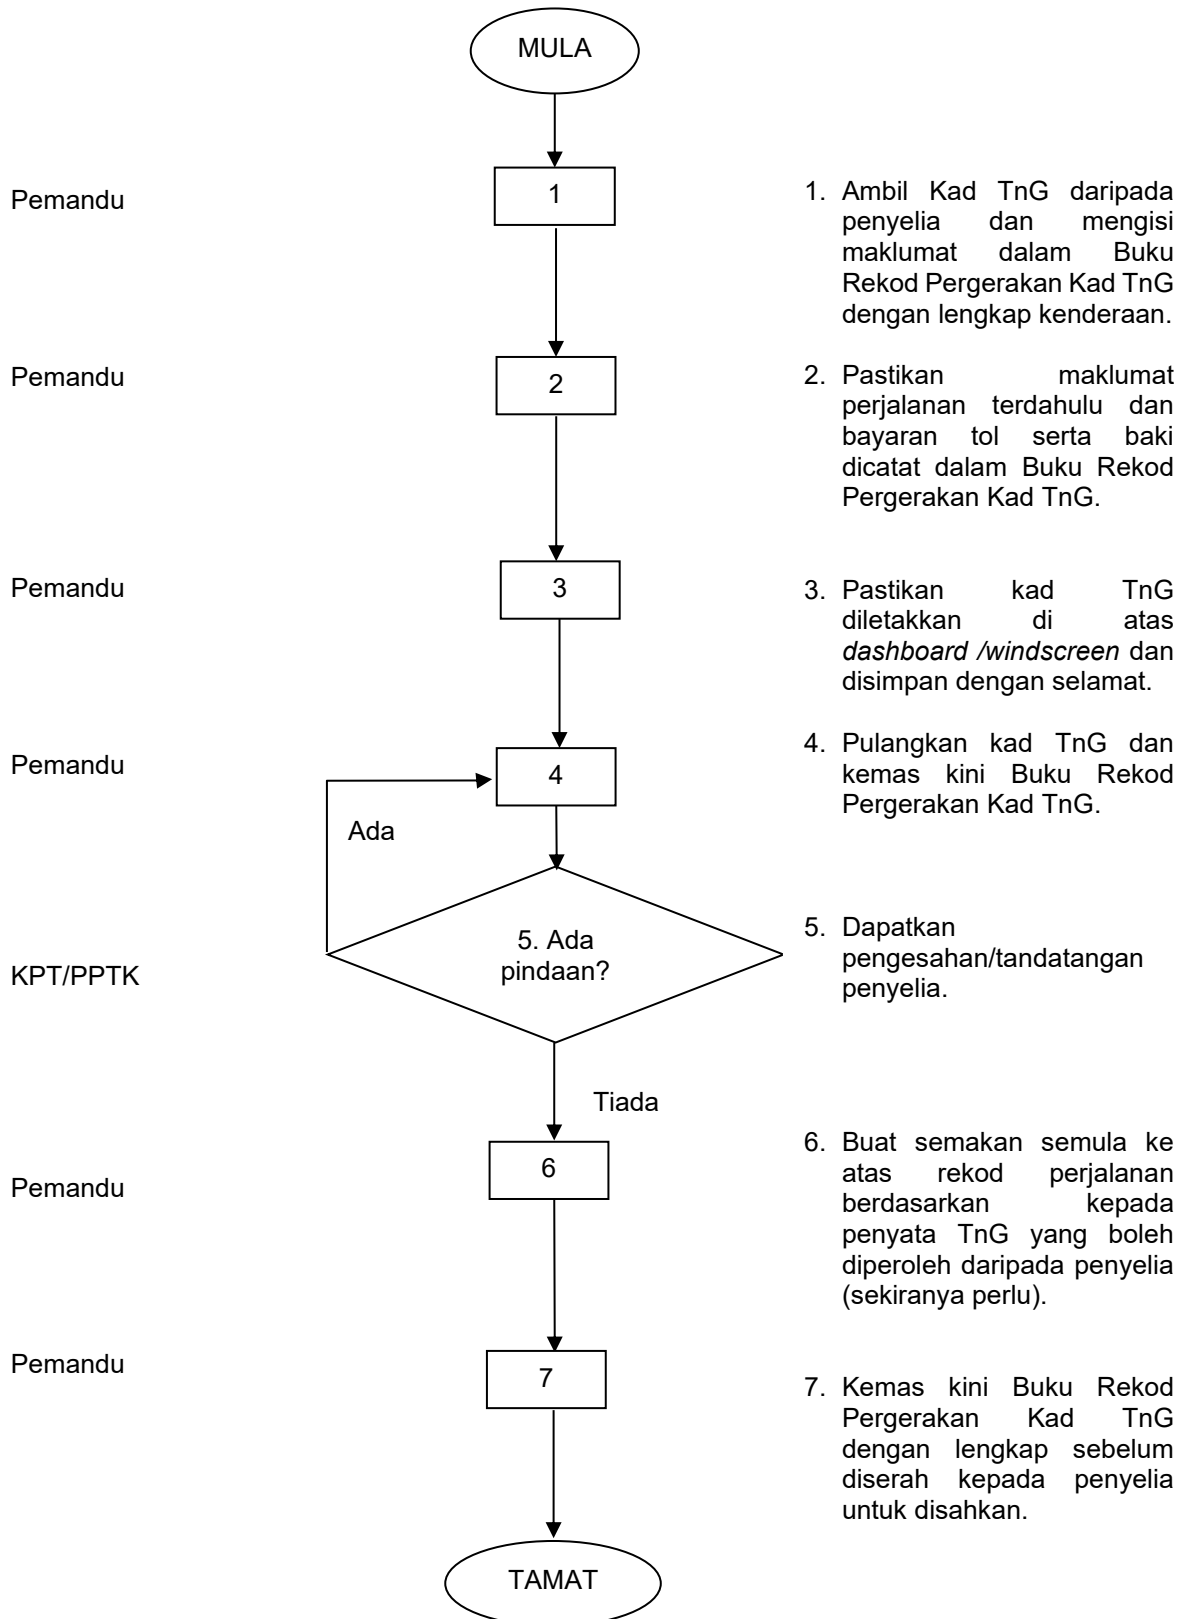 MULA
Pemandu
1
1. Ambil Kad TnG daripada
penyelia dan mengisi
maklumat dalam Buku
Rekod Pergerakan Kad TnG
dengan lengkap kenderaan.
Pemandu
2
2. Pastikan maklumat
perjalanan terdahulu dan
bayaran tol serta baki
dicatat dalam Buku Rekod
Pergerakan Kad TnG.
Pemandu
3
3. Pastikan kad TnG
diletakkan di atas
dashboard /windscreen dan
disimpan dengan selamat.
Pemandu
4
4. Pulangkan kad TnG dan
kemas kini Buku Rekod
Pergerakan Kad TnG.
Ada
KPT/PPTK
5. Ada
pindaan?
5. Dapatkan
pengesahan/tandatangan
penyelia.
Tiada
Pemandu
6
6. Buat semakan semula ke
atas rekod perjalanan
berdasarkan kepada
penyata TnG yang boleh
diperoleh daripada penyelia
(sekiranya perlu).
Pemandu
7
7. Kemas kini Buku Rekod
Pergerakan Kad TnG
dengan lengkap sebelum
diserah kepada penyelia
untuk disahkan.
TAMAT